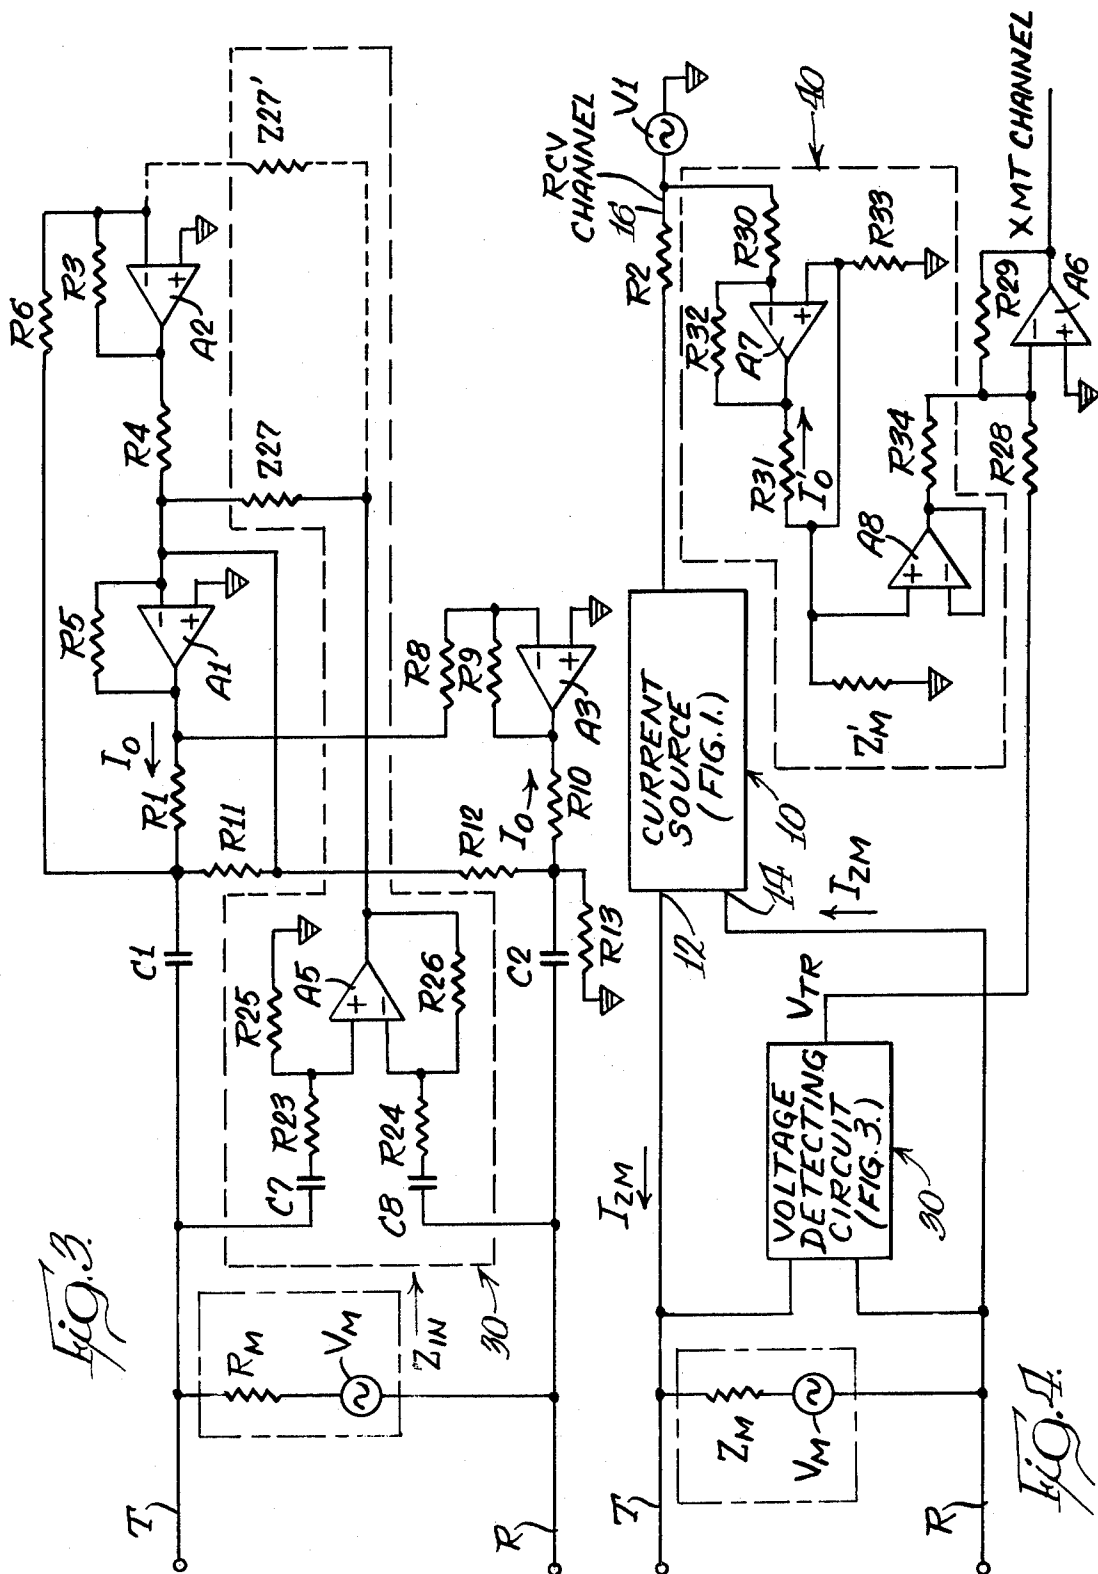 Fig. 3.
T
R
RM
VM
ZIN
30
C1
C7
R23
R25
A5
C8
R24
R26
C2
R13
R1
IO
R11
R12
R10
IO
R5
A1
R8
R9
A3
R6
R4
R3
A2
Z27
Z27'
Fig. 4.
T
R
ZM
VM
IZM
VOLTAGE
DETECTING
CIRCUIT
(FIG. 3.)
30
VTR
IZM
12
14
CURRENT
SOURCE
(FIG. 1.)
10
R2
16
RCV
CHANNEL
V1
40
R30
R32
A7
R31
I'O
R33
Z'M
A8
R34
R28
R29
A6
XMT CHANNEL
+
-
+
-
+
-
+
-
+
-
+
-
+
-